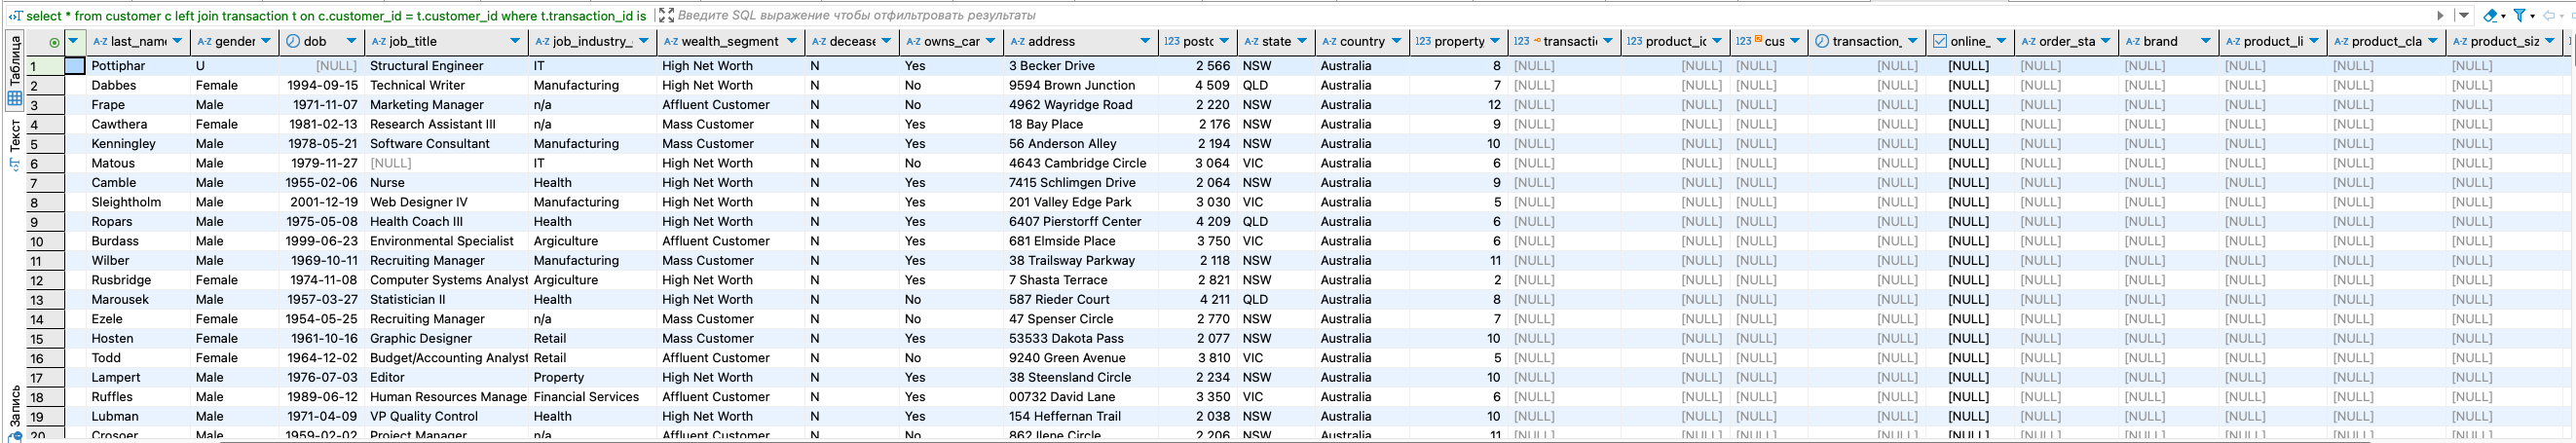 select * from customer c left join transaction t on c.customer_id = t.customer_id where t.transaction_id is Введите SQL выражение чтобы отфильтровать результаты
Таблица
Текст
Запись
last_name gender dob job_title job_industry_ wealth_segment decease owns_car address postc state country property transacti product_id cus transaction_ online_ order_sta brand product_li product_cla product_siz
1 Pottiphar U [NULL] Structural Engineer IT High Net Worth N Yes 3 Becker Drive 2 566 NSW Australia 8 [NULL] [NULL] [NULL] [NULL] [NULL] [NULL] [NULL] [NULL] [NULL] [NULL]
2 Dabbes Female 1994-09-15 Technical Writer Manufacturing High Net Worth N No 9594 Brown Junction 4 509 QLD Australia 7 [NULL] [NULL] [NULL] [NULL] [NULL] [NULL] [NULL] [NULL] [NULL] [NULL]
3 Frape Male 1971-11-07 Marketing Manager n/a Affluent Customer N No 4962 Wayridge Road 2 220 NSW Australia 12 [NULL] [NULL] [NULL] [NULL] [NULL] [NULL] [NULL] [NULL] [NULL] [NULL]
4 Cawthera Female 1981-02-13 Research Assistant III n/a Mass Customer N Yes 18 Bay Place 2 176 NSW Australia 9 [NULL] [NULL] [NULL] [NULL] [NULL] [NULL] [NULL] [NULL] [NULL] [NULL]
5 Kenningley Male 1978-05-21 Software Consultant Manufacturing Mass Customer N Yes 56 Anderson Alley 2 194 NSW Australia 10 [NULL] [NULL] [NULL] [NULL] [NULL] [NULL] [NULL] [NULL] [NULL] [NULL]
6 Matous Male 1979-11-27 [NULL] IT High Net Worth N No 4643 Cambridge Circle 3 064 VIC Australia 6 [NULL] [NULL] [NULL] [NULL] [NULL] [NULL] [NULL] [NULL] [NULL] [NULL]
7 Camble Male 1955-02-06 Nurse Health High Net Worth N Yes 7415 Schlimgen Drive 2 064 NSW Australia 9 [NULL] [NULL] [NULL] [NULL] [NULL] [NULL] [NULL] [NULL] [NULL] [NULL]
8 Sleightholm Male 2001-12-19 Web Designer IV Manufacturing High Net Worth N Yes 201 Valley Edge Park 3 030 VIC Australia 5 [NULL] [NULL] [NULL] [NULL] [NULL] [NULL] [NULL] [NULL] [NULL] [NULL]
9 Ropars Male 1975-05-08 Health Coach III Health High Net Worth N Yes 6407 Pierstorff Center 4 209 QLD Australia 6 [NULL] [NULL] [NULL] [NULL] [NULL] [NULL] [NULL] [NULL] [NULL] [NULL]
10 Burdass Male 1999-06-23 Environmental Specialist Argiculture Affluent Customer N Yes 681 Elmside Place 3 750 VIC Australia 6 [NULL] [NULL] [NULL] [NULL] [NULL] [NULL] [NULL] [NULL] [NULL] [NULL]
11 Wilber Male 1969-10-11 Recruiting Manager Manufacturing Mass Customer N Yes 38 Trailsway Parkway 2 118 NSW Australia 11 [NULL] [NULL] [NULL] [NULL] [NULL] [NULL] [NULL] [NULL] [NULL] [NULL]
12 Rusbridge Female 1974-11-08 Computer Systems Analyst Argiculture High Net Worth N Yes 7 Shasta Terrace 2 821 NSW Australia 2 [NULL] [NULL] [NULL] [NULL] [NULL] [NULL] [NULL] [NULL] [NULL] [NULL]
13 Marousek Male 1957-03-27 Statistician II Health High Net Worth N No 587 Rieder Court 4 211 QLD Australia 8 [NULL] [NULL] [NULL] [NULL] [NULL] [NULL] [NULL] [NULL] [NULL] [NULL]
14 Ezele Female 1954-05-25 Recruiting Manager n/a Mass Customer N No 47 Spenser Circle 2 770 NSW Australia 7 [NULL] [NULL] [NULL] [NULL] [NULL] [NULL] [NULL] [NULL] [NULL] [NULL]
15 Hosten Female 1961-10-16 Graphic Designer Retail Mass Customer N Yes 53533 Dakota Pass 2 077 NSW Australia 10 [NULL] [NULL] [NULL] [NULL] [NULL] [NULL] [NULL] [NULL] [NULL] [NULL]
16 Todd Female 1964-12-02 Budget/Accounting Analyst Retail Affluent Customer N No 9240 Green Avenue 3 810 VIC Australia 5 [NULL] [NULL] [NULL] [NULL] [NULL] [NULL] [NULL] [NULL] [NULL] [NULL]
17 Lampert Male 1976-07-03 Editor Property High Net Worth N Yes 38 Steensland Circle 2 234 NSW Australia 10 [NULL] [NULL] [NULL] [NULL] [NULL] [NULL] [NULL] [NULL] [NULL] [NULL]
18 Ruffles Male 1989-06-12 Human Resources Manage Financial Services Affluent Customer N Yes 00732 David Lane 3 350 VIC Australia 6 [NULL] [NULL] [NULL] [NULL] [NULL] [NULL] [NULL] [NULL] [NULL] [NULL]
19 Lubman Male 1971-04-09 VP Quality Control Health High Net Worth N Yes 154 Heffernan Trail 2 038 NSW Australia 10 [NULL] [NULL] [NULL] [NULL] [NULL] [NULL] [NULL] [NULL] [NULL] [NULL]
20 Crosoer Male 1959-02-02 Project Manager n/a Affluent Customer N No 862 Ilene Circle 2 206 NSW Australia 11 [NULL] [NULL] [NULL] [NULL] [NULL] [NULL] [NULL] [NULL] [NULL] [NULL]